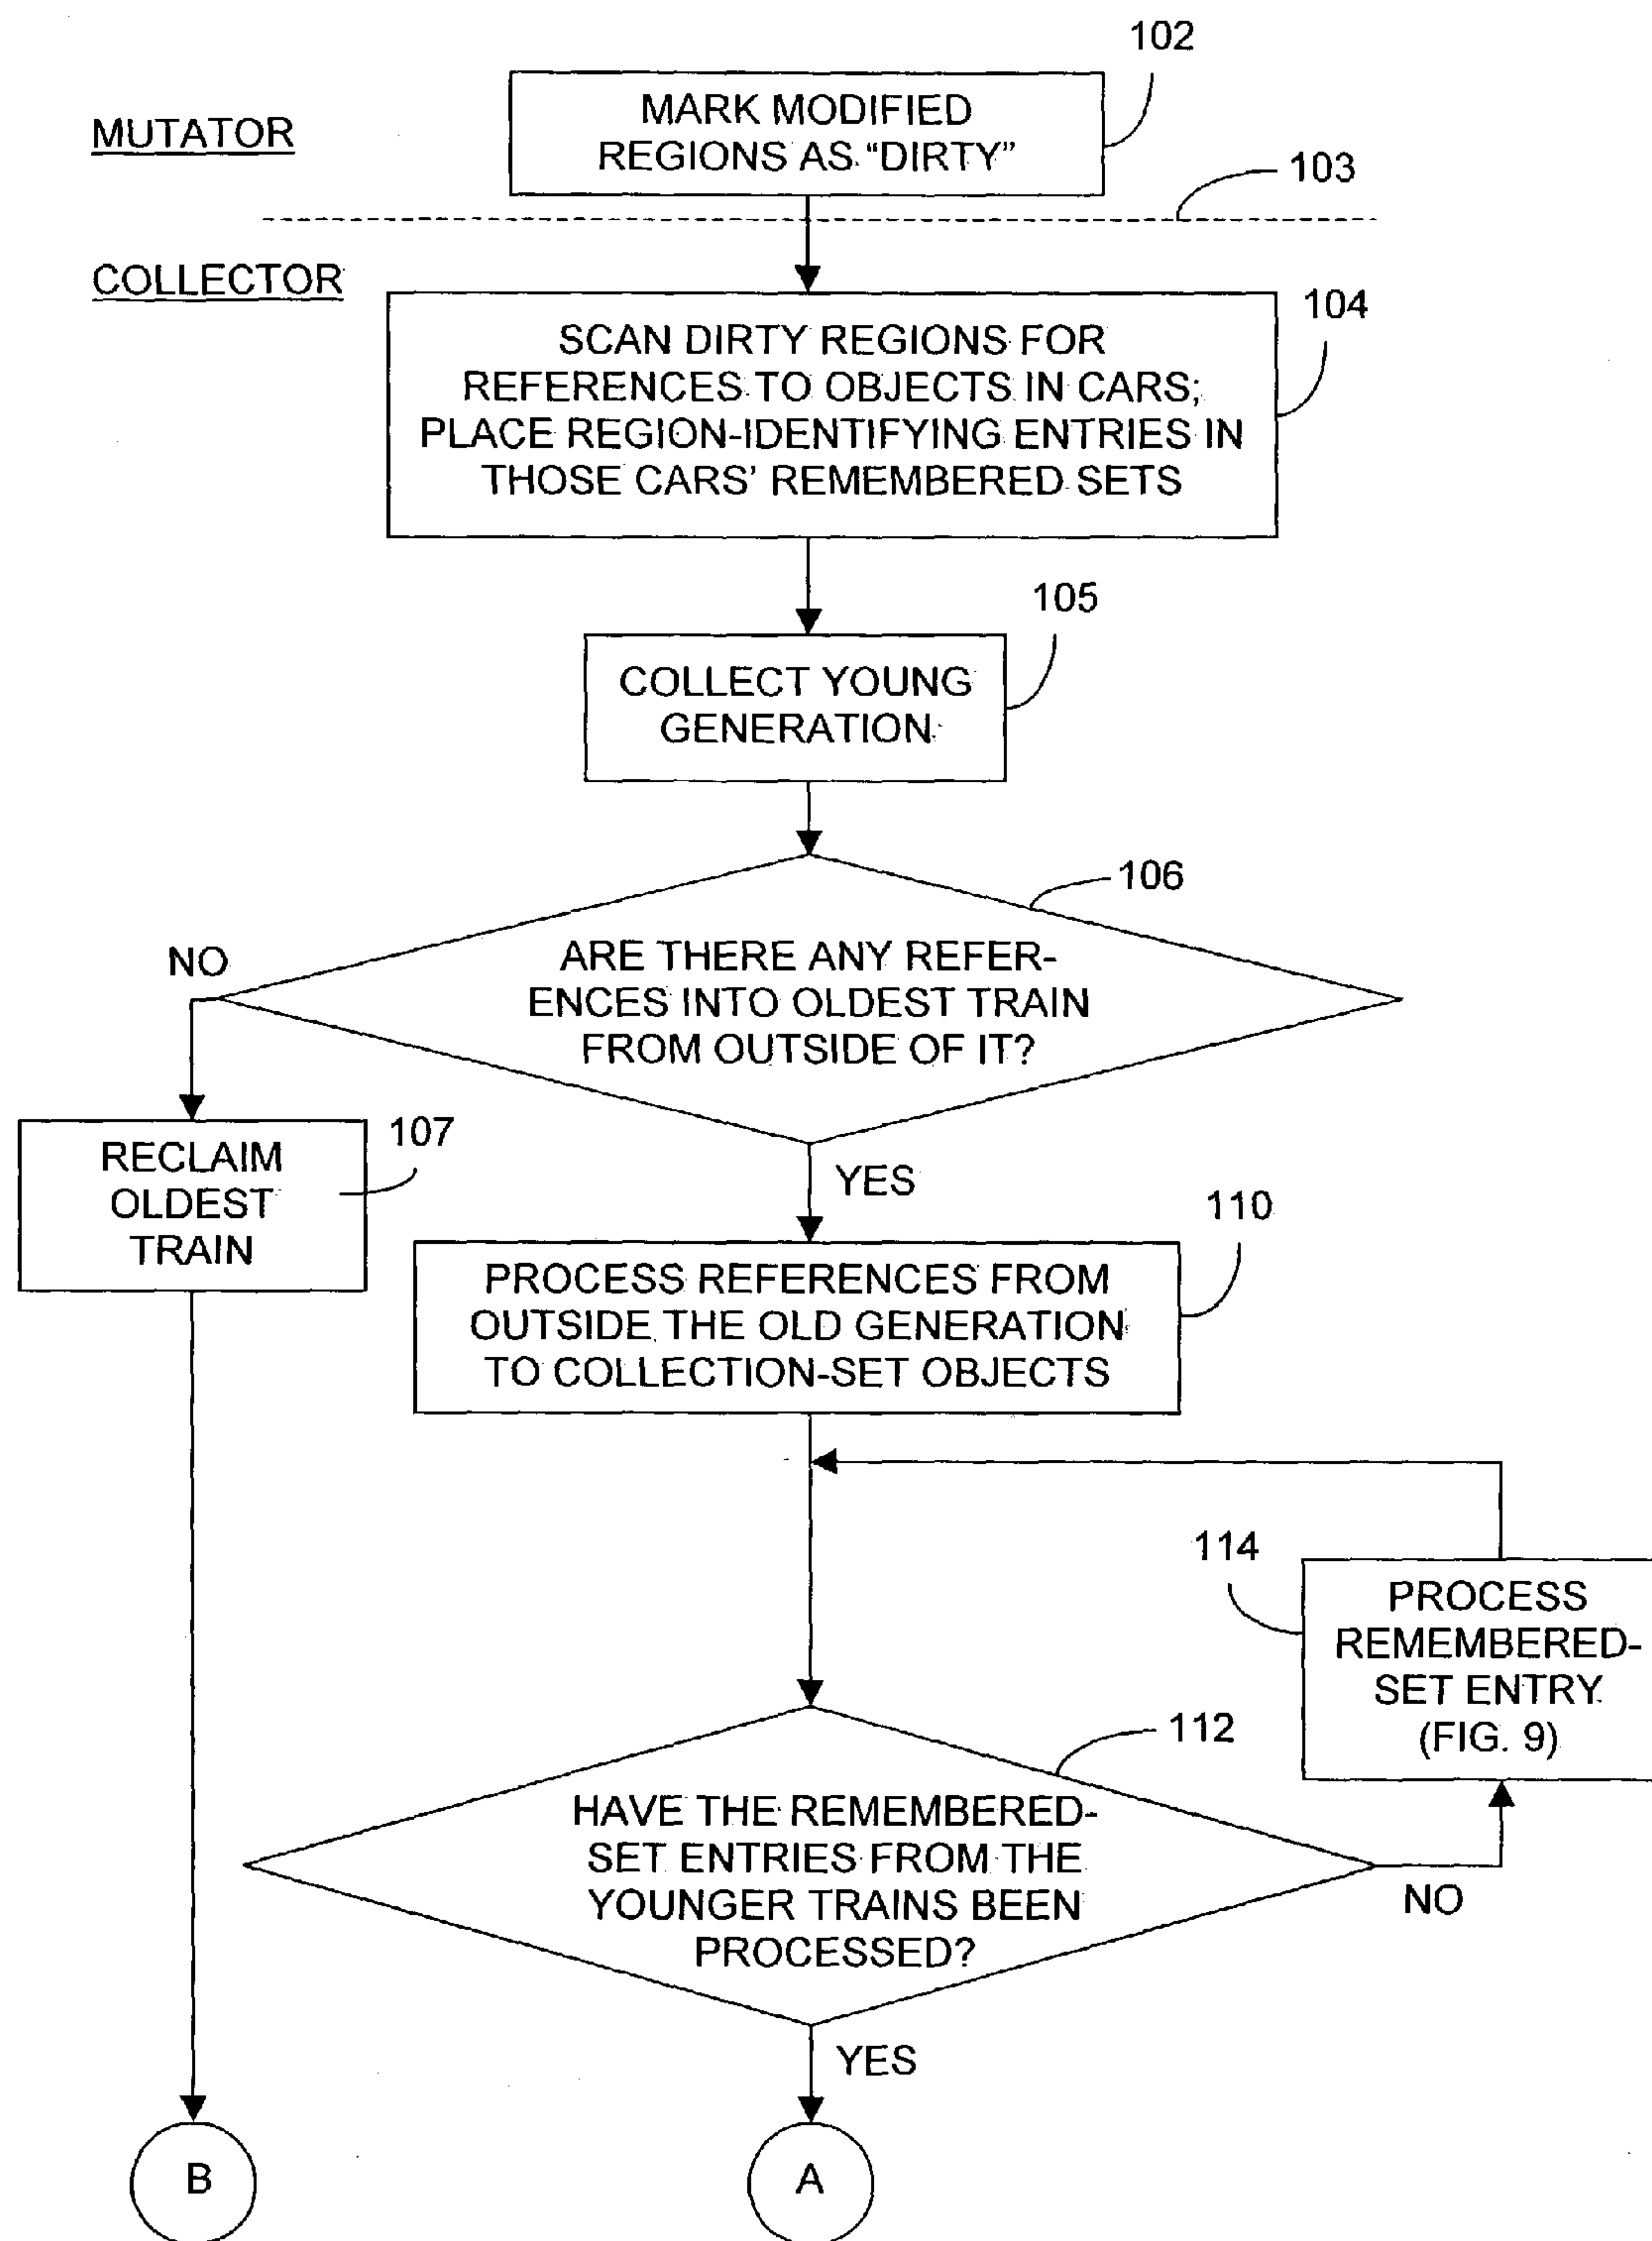 102
MARK MODIFIED
REGIONS AS "DIRTY"
MUTATOR
103
COLLECTOR
104
SCAN DIRTY REGIONS FOR
REFERENCES TO OBJECTS IN CARS;
PLACE REGION-IDENTIFYING ENTRIES IN
THOSE CARS' REMEMBERED SETS
105
COLLECT YOUNG
GENERATION
106
ARE THERE ANY REFER-
ENCES INTO OLDEST TRAIN
FROM OUTSIDE OF IT?
NO
107
RECLAIM
OLDEST
TRAIN
YES
110
PROCESS REFERENCES FROM
OUTSIDE THE OLD GENERATION
TO COLLECTION-SET OBJECTS
114
PROCESS
REMEMBERED-
SET ENTRY
(FIG. 9)
112
HAVE THE REMEMBERED-
SET ENTRIES FROM THE
YOUNGER TRAINS BEEN
PROCESSED?
NO
YES
B
A